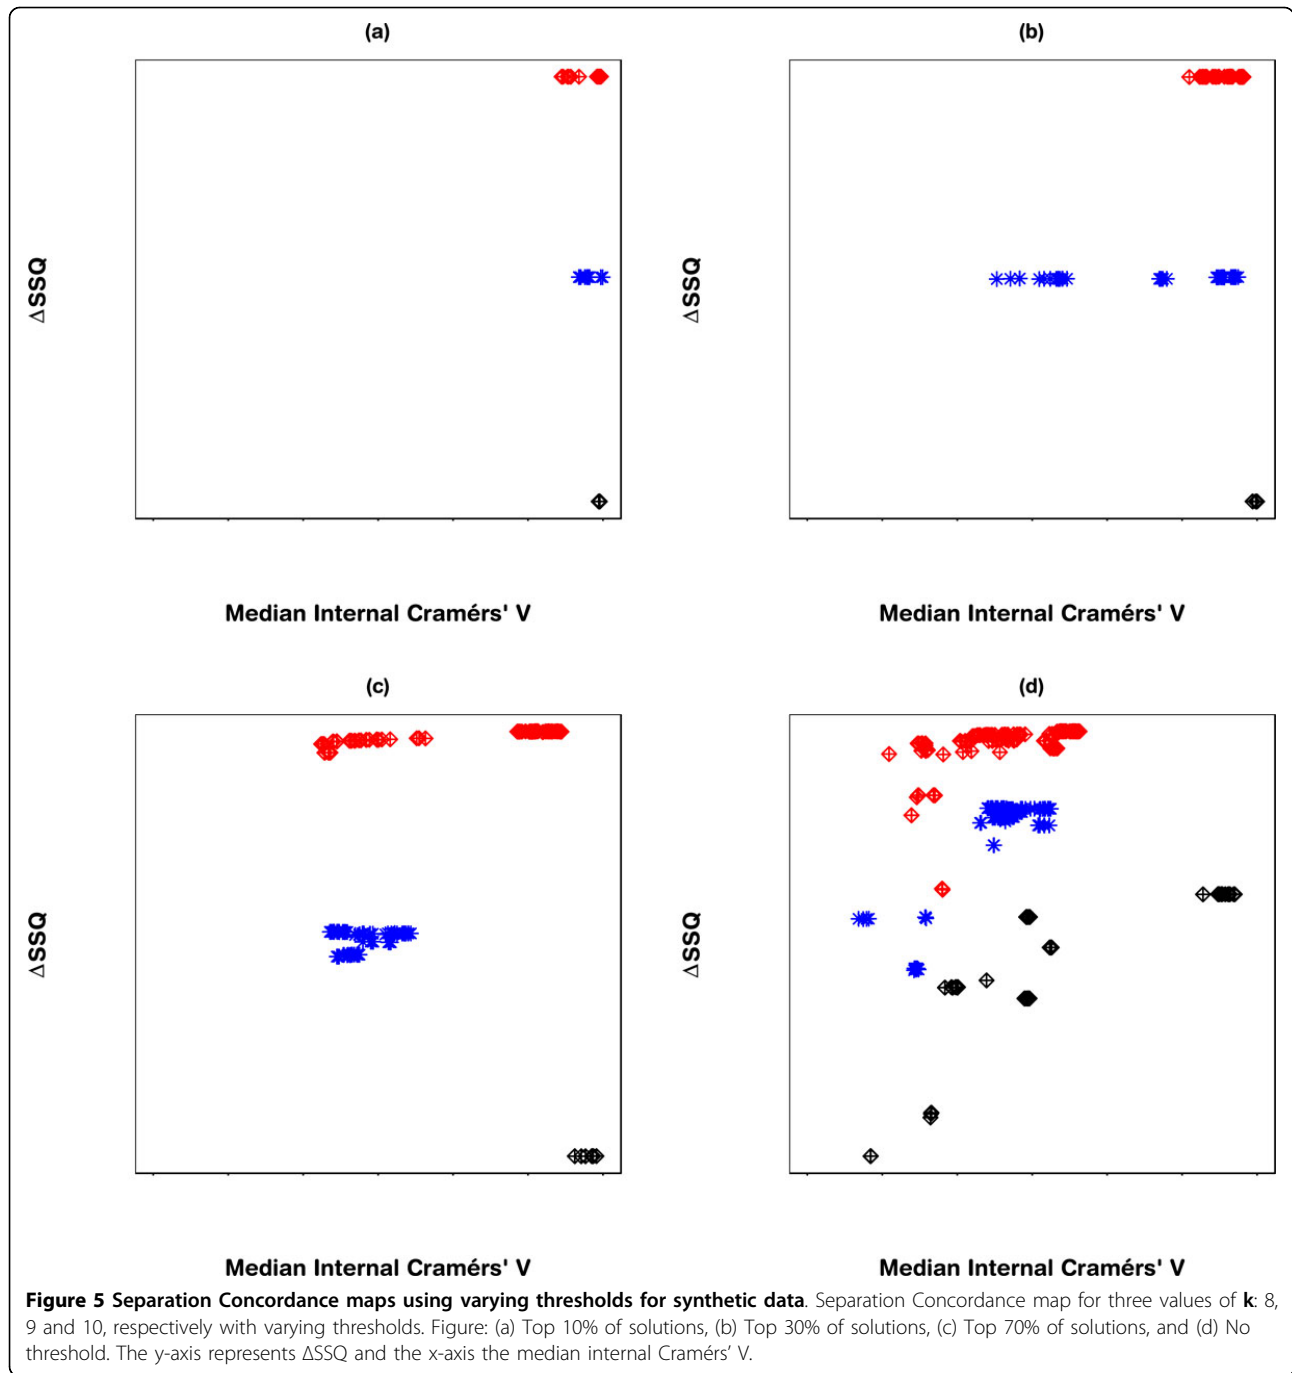 (a)
(b)
ΔSSQ
ΔSSQ
Median Internal Cramérs' V
Median Internal Cramérs' V
(c)
(d)
ΔSSQ
ΔSSQ
Median Internal Cramérs' V
Median Internal Cramérs' V
Figure 5 Separation Concordance maps using varying thresholds for synthetic data. Separation Concordance map for three values of k: 8,
9 and 10, respectively with varying thresholds. Figure: (a) Top 10% of solutions, (b) Top 30% of solutions, (c) Top 70% of solutions, and (d) No
threshold. The y-axis represents ΔSSQ and the x-axis the median internal Cramérs' V.